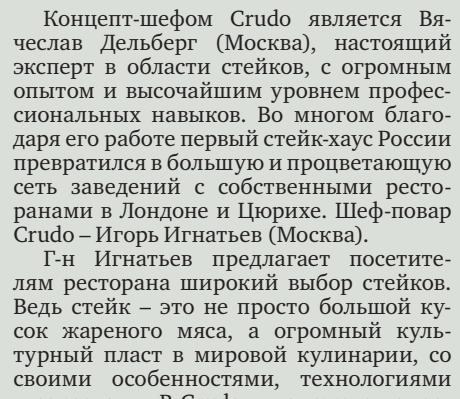 Концепт-шефом Crudo является Вя-
чеслав Дельберг (Москва), настоящий
эксперт в области стейков, с огромным
опытом и высочайшим уровнем профес-
сиональных навыков. Во многом благо-
даря его работе первый стейк-хаус России
превратился в большую и процветающую
сеть заведений с собственными ресто-
ранами в Лондоне и Цюрихе. Шеф-повар
Crudo – Игорь Игнатьев (Москва).
Г-н Игнатьев предлагает посетите-
лям ресторана широкий выбор стейков.
Ведь стейк – это не просто большой ку-
сок жареного мяса, а огромный куль-
турный пласт в мировой кулинарии, со
своими особенностями, технологиями